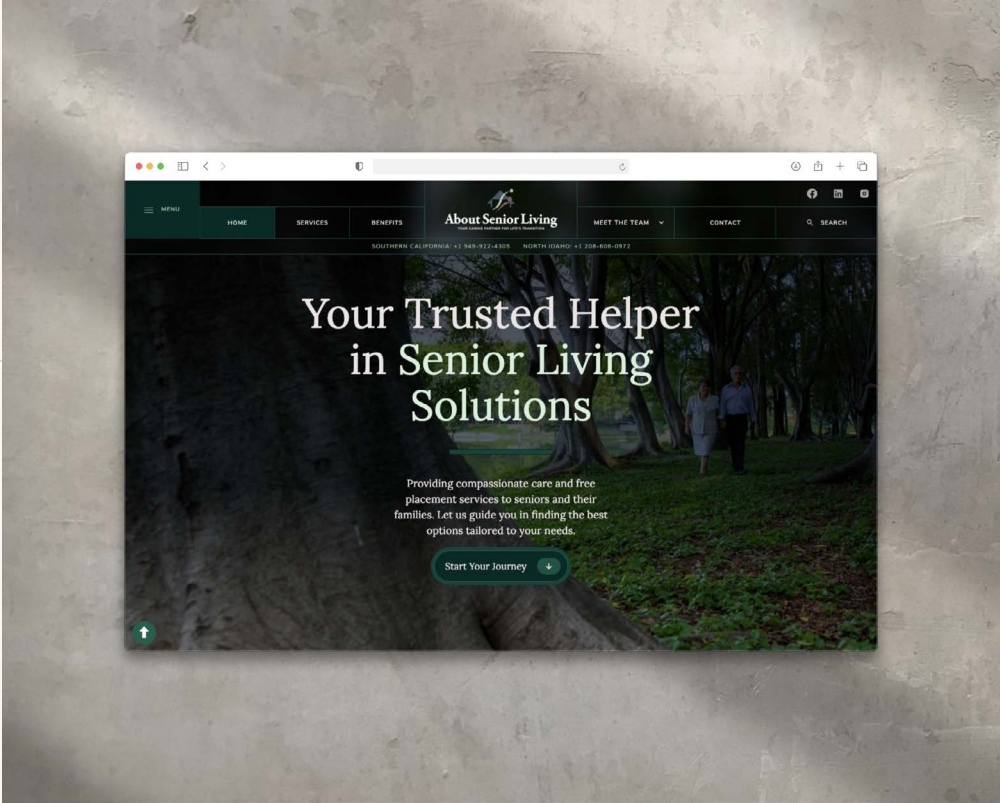 MENU
HOME
SERVICES
BENEFITS
About Senior Living
YOUR CARING PARTNER FOR LIFE'S TRANSITION
MEET THE TEAM
CONTACT
SEARCH
SOUTHERN CALIFORNIA: +1 949-922-4305 NORTH IDAHO: +1 208-608-0972
Your Trusted Helper
in Senior Living
Solutions
Providing compassionate care and free
placement services to seniors and their
families. Let us guide you in finding the best
options tailored to your needs.
Start Your Journey